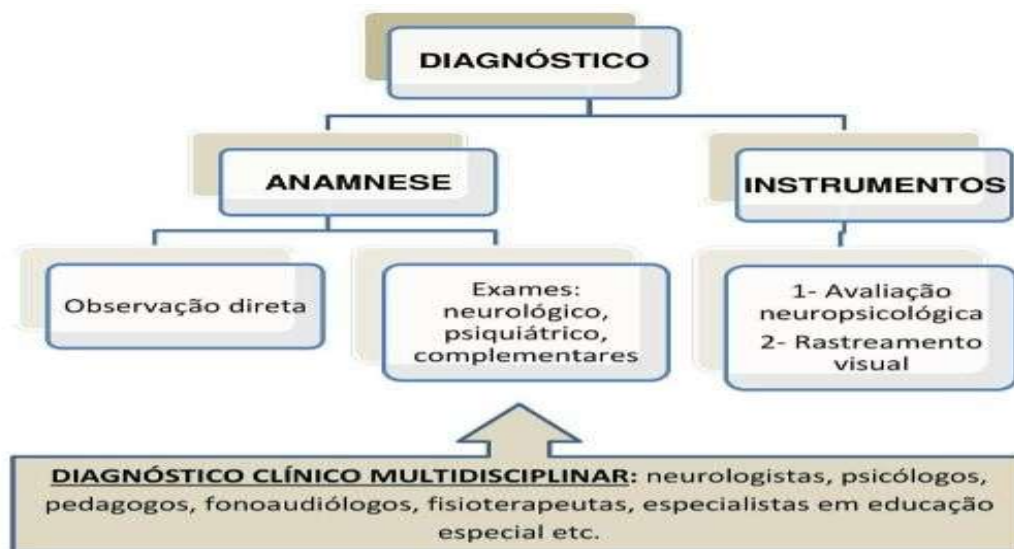 DIAGNÓSTICO
ANAMNESE
INSTRUMENTOS
Observação direta
Exames:
neurológico,
psiquiátrico,
complementares
1- Avaliação
neuropsicológica
2- Rastreamento
visual
DIAGNÓSTICO CLÍNICO MULTIDISCIPLINAR: neurologistas, psicólogos,
pedagogos, fonoaudiólogos, fisioterapeutas, especialistas em educação
especial etc.